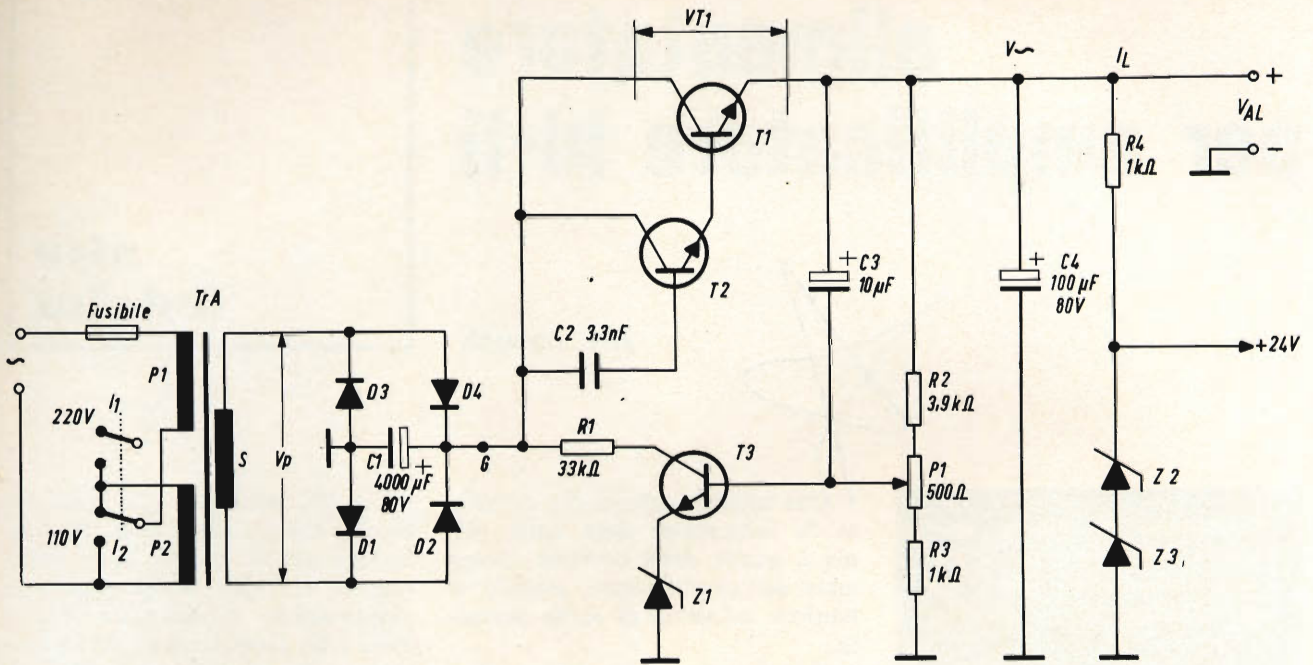 VT1
V~
IL
+
VAL
-
T1
R4
1kΩ
T2
+
C3
10µF
+
C4
100µF
80V
TrA
Fusibile
~
C2 3,3nF
+24V
P1
D3
D4
R2
3,9kΩ
I1
220V
R1
33kΩ
T3
S
Vp
G
C1
+
4000µF
80V
P1
500Ω
Z2
110V
I2
P2
D1
D2
Z1
R3
1kΩ
Z3